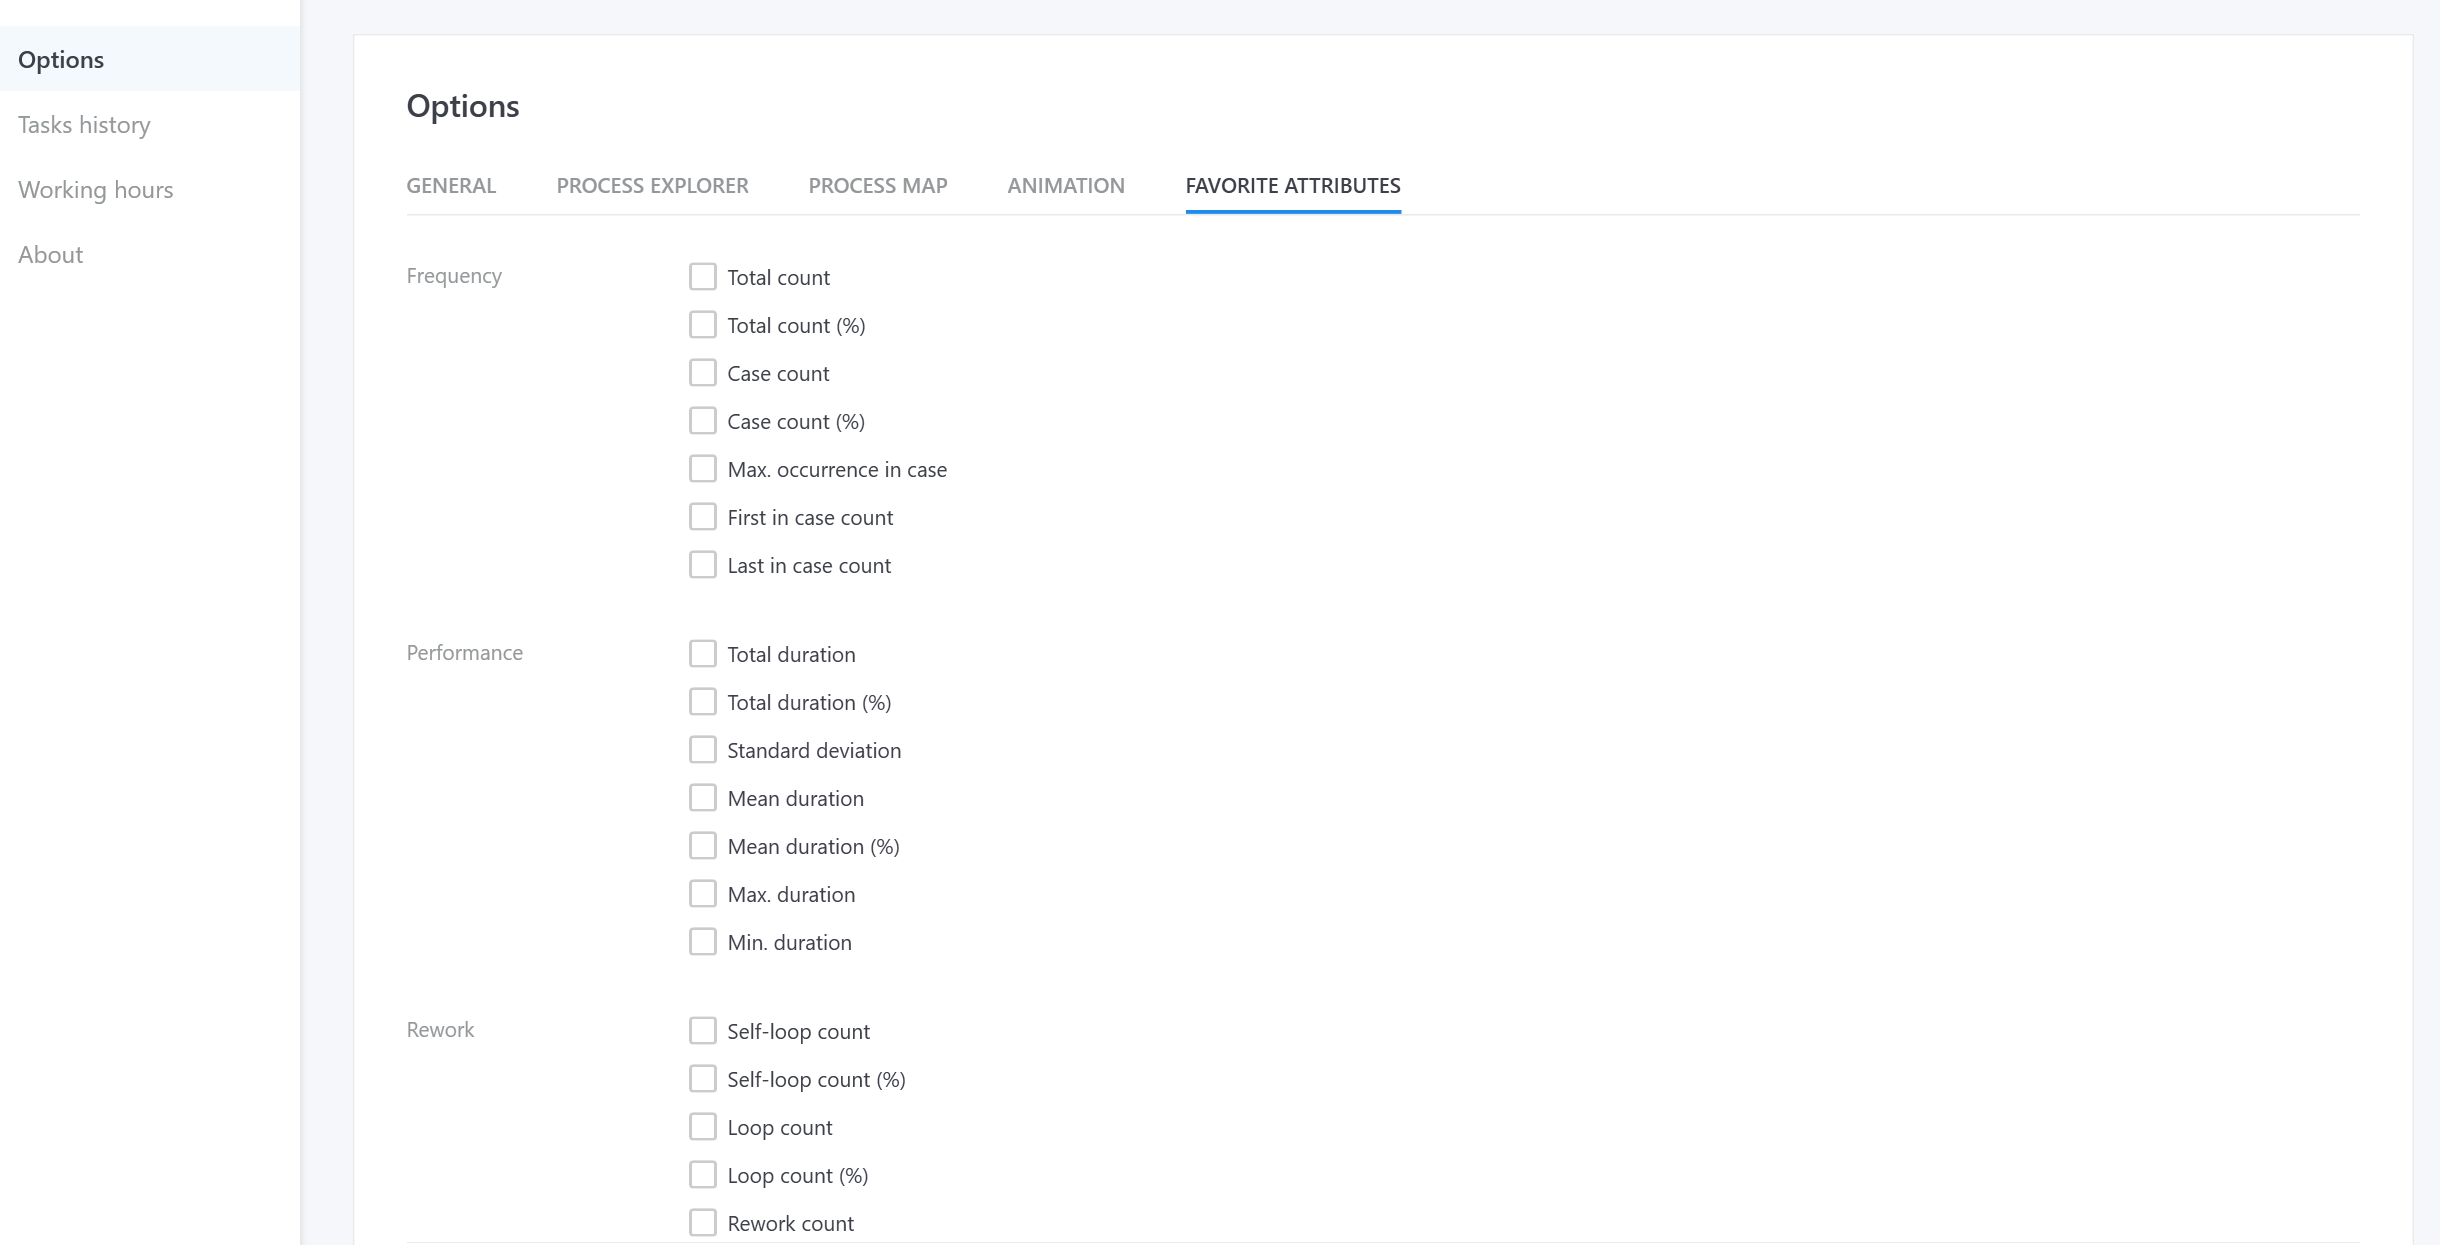 Options
Tasks history
Working hours
About
Options
GENERAL PROCESS EXPLORER PROCESS MAP ANIMATION FAVORITE ATTRIBUTES
Frequency
Total count
Total count (%)
Case count
Case count (%)
Max. occurrence in case
First in case count
Last in case count
Performance
Total duration
Total duration (%)
Standard deviation
Mean duration
Mean duration (%)
Max. duration
Min. duration
Rework
Self-loop count
Self-loop count (%)
Loop count
Loop count (%)
Rework count